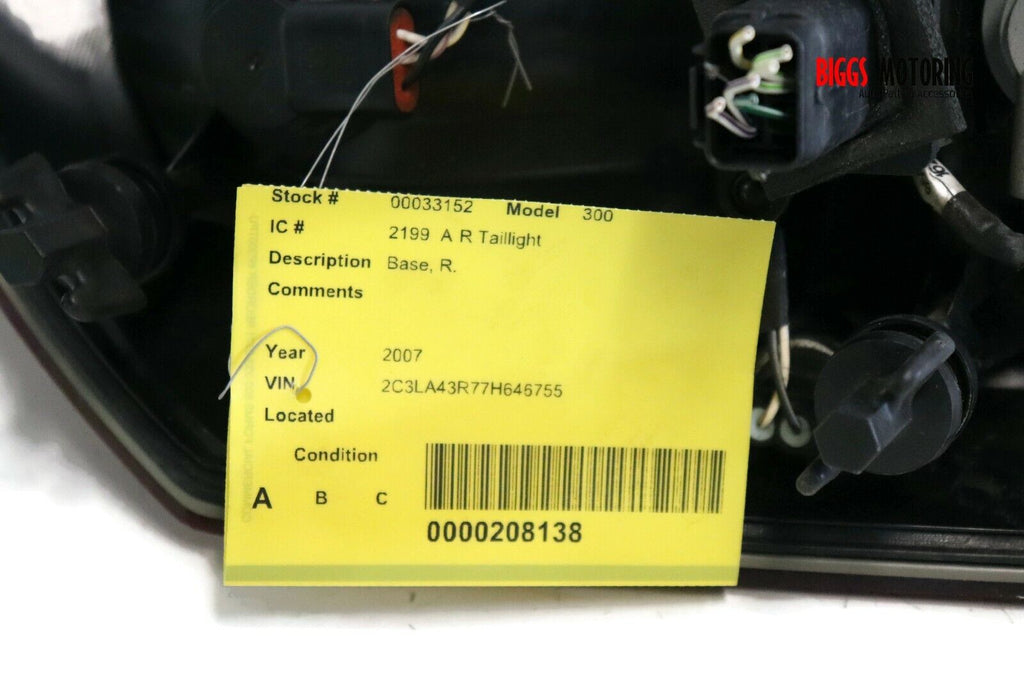 BIGGS MOTORING
Stock # 00033152 Model 300
IC # 2199 A R Taillight
Description Base, R.
Comments
Year 2007
VIN 2C3LA43R77H646755
Located
Condition
A B C
0000208138